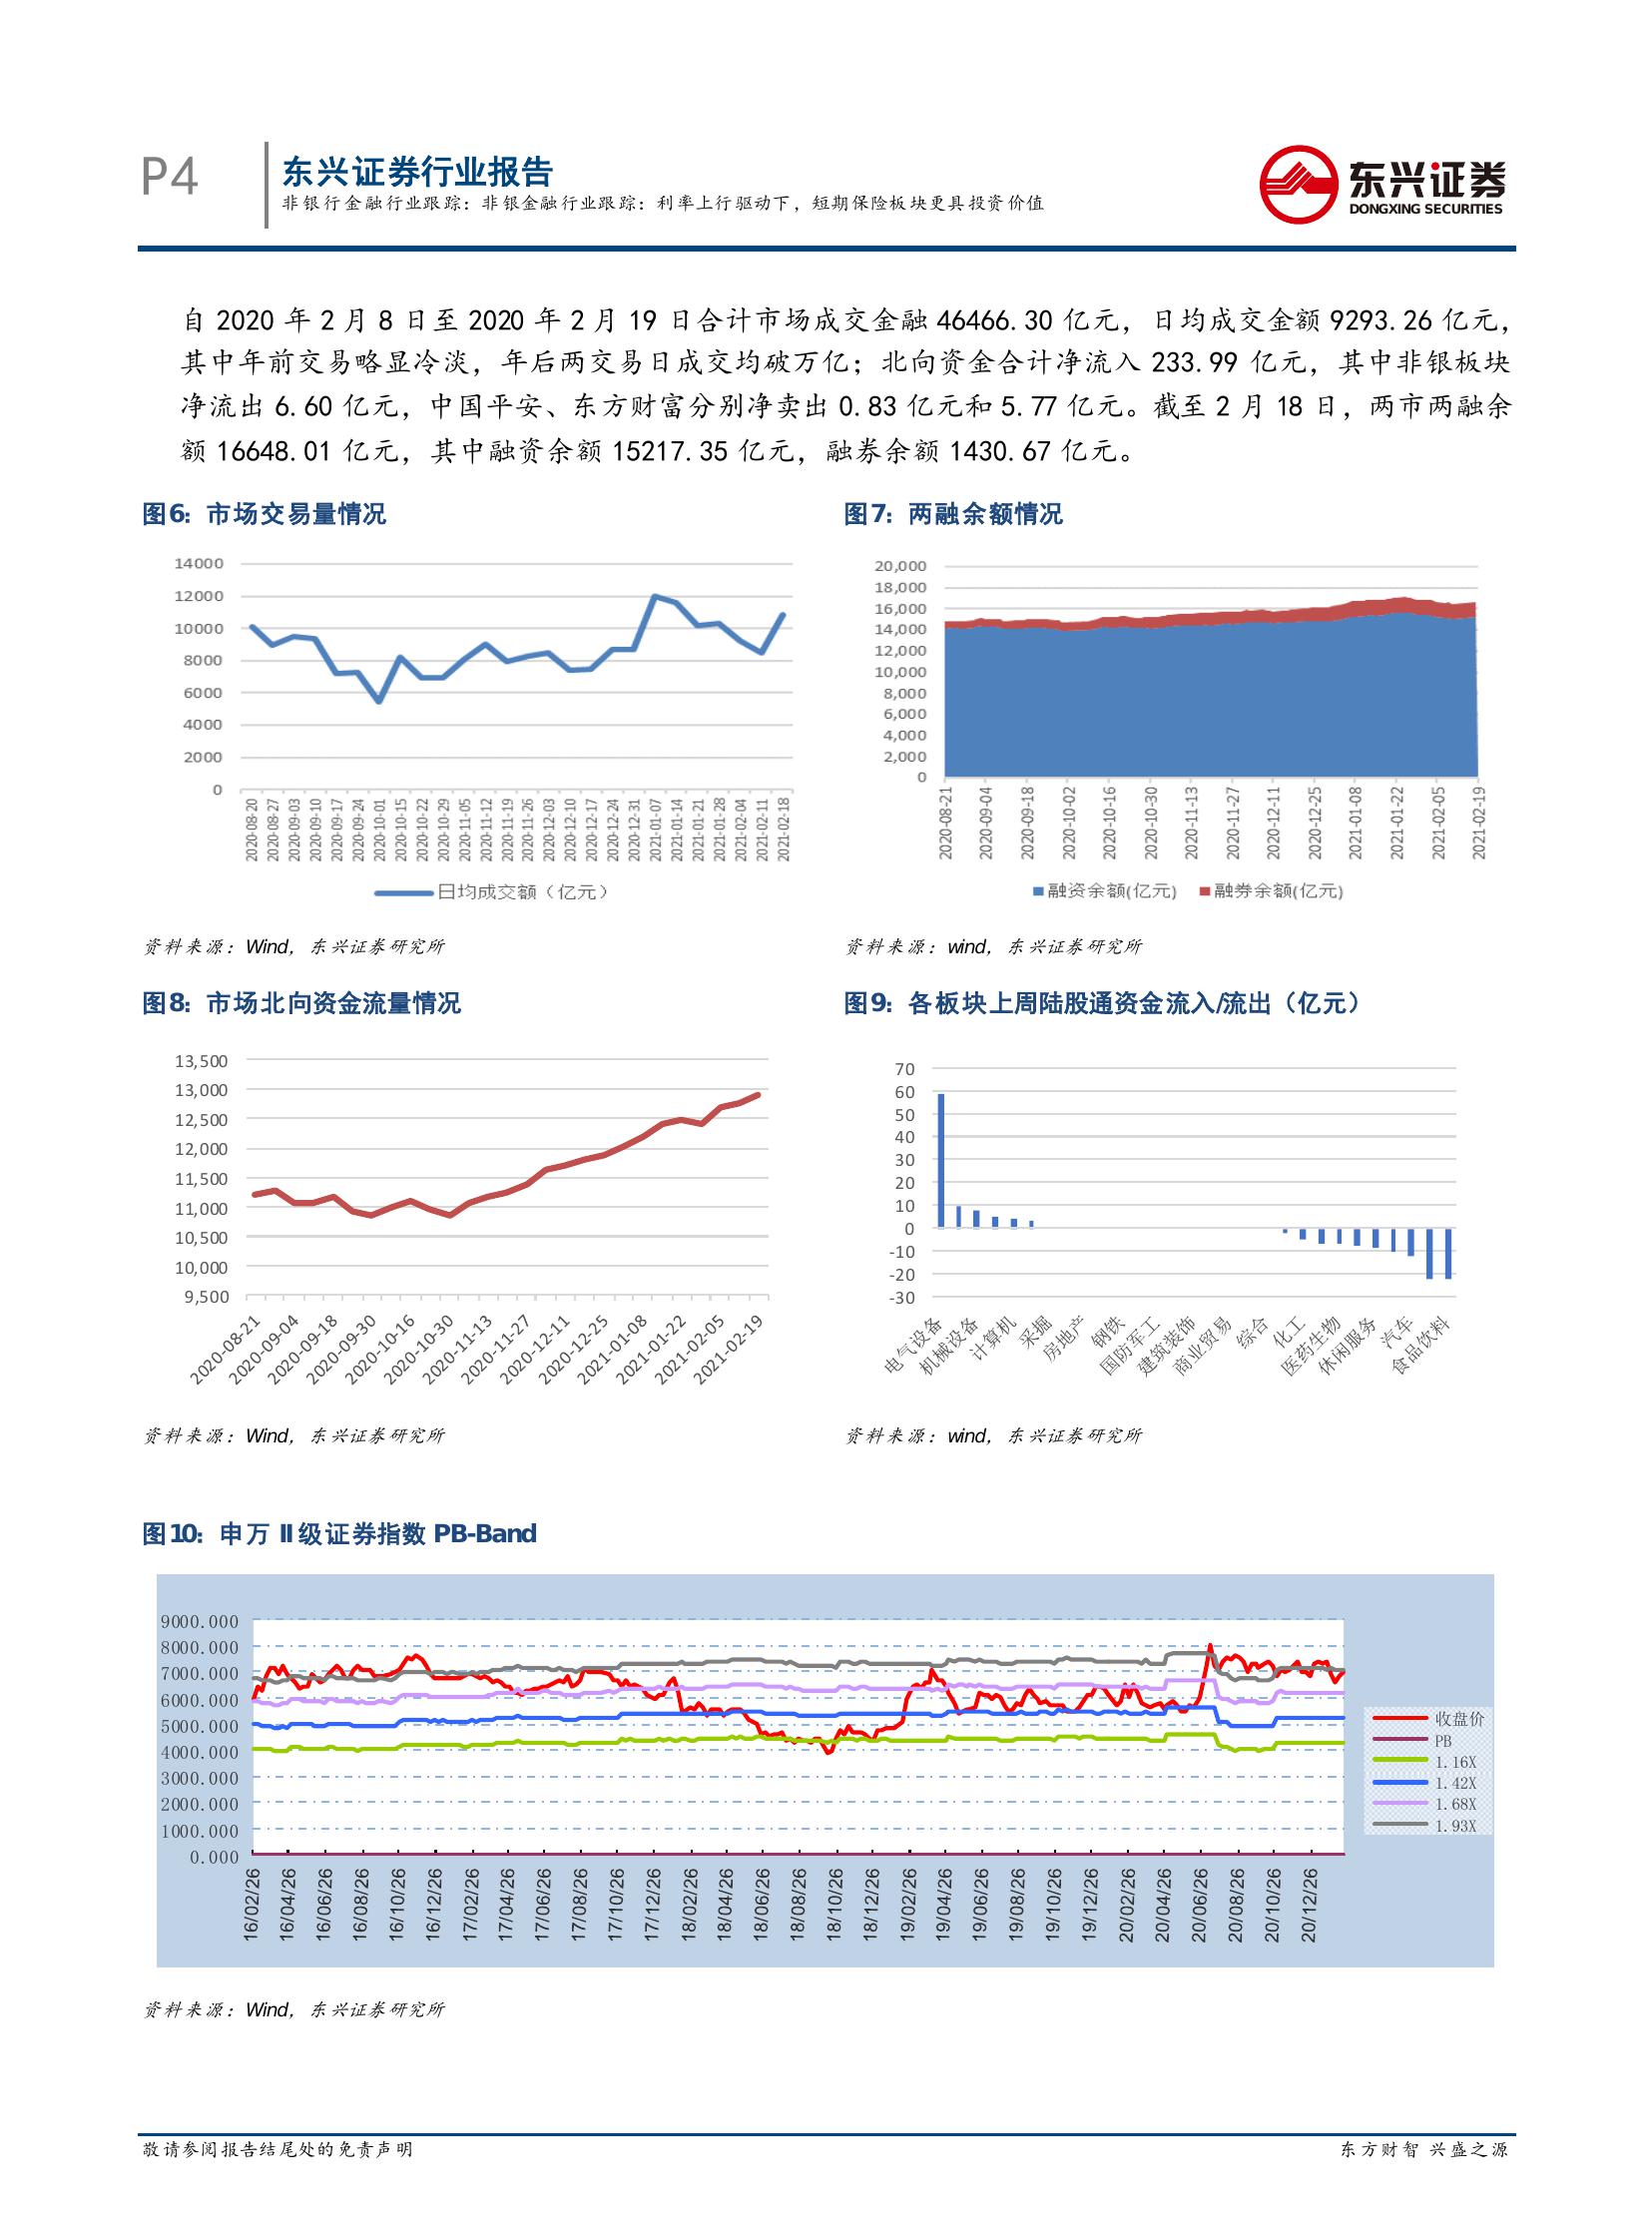 P4
东兴证券行业报告
非银行金融行业跟踪：非银金融行业跟踪：利率上行驱动下，短期保险板块更具投资价值
东兴证券
DONGXING SECURITIES
自 2020 年 2 月 8 日至 2020 年 2 月 19 日合计市场成交金融 46466.30 亿元，日均成交金额 9293.26 亿元，
其中年前交易略显冷淡，年后两交易日成交均破万亿；北向资金合计净流入 233.99 亿元，其中非银板块
净流出 6.60 亿元，中国平安、东方财富分别净卖出 0.83 亿元和 5.77 亿元。截至 2 月 18 日，两市两融余
额 16648.01 亿元，其中融资余额 15217.35 亿元，融券余额 1430.67 亿元。
图6：市场交易量情况
14000
12000
10000
8000
6000
4000
2000
0
2020-08-20
2020-08-27
2020-09-03
2020-09-10
2020-09-17
2020-09-24
2020-10-01
2020-10-15
2020-10-22
2020-10-29
2020-11-05
2020-11-12
2020-11-19
2020-11-26
2020-12-03
2020-12-10
2020-12-17
2020-12-24
2020-12-31
2021-01-07
2021-01-14
2021-01-21
2021-01-28
2021-02-04
2021-02-11
2021-02-18
日均成交额（亿元）
资料来源：Wind，东兴证券研究所
图7：两融余额情况
20,000
18,000
16,000
14,000
12,000
10,000
8,000
6,000
4,000
2,000
0
2020-08-21
2020-09-04
2020-09-18
2020-10-02
2020-10-16
2020-10-30
2020-11-13
2020-11-27
2020-12-11
2020-12-25
2021-01-08
2021-01-22
2021-02-05
2021-02-19
融资余额(亿元)
融券余额(亿元)
资料来源：wind，东兴证券研究所
图8：市场北向资金流量情况
13,500
13,000
12,500
12,000
11,500
11,000
10,500
10,000
9,500
2020-08-21
2020-09-04
2020-09-18
2020-09-30
2020-10-16
2020-10-30
2020-11-13
2020-11-27
2020-12-11
2020-12-25
2021-01-08
2021-01-22
2021-02-05
2021-02-19
资料来源：Wind，东兴证券研究所
图9：各板块上周陆股通资金流入/流出（亿元）
70
60
50
40
30
20
10
0
-10
-20
-30
电气设备
机械设备
计算机
采掘
房地产
钢铁
国防军工
建筑装饰
商业贸易
综合
化工
医药生物
休闲服务
汽车
食品饮料
资料来源：wind，东兴证券研究所
图10：申万 II 级证券指数 PB-Band
9000.000
8000.000
7000.000
6000.000
5000.000
4000.000
3000.000
2000.000
1000.000
0.000
16/02/26
16/04/26
16/06/26
16/08/26
16/10/26
16/12/26
17/02/26
17/04/26
17/06/26
17/08/26
17/10/26
17/12/26
18/02/26
18/04/26
18/06/26
18/08/26
18/10/26
18/12/26
19/02/26
19/04/26
19/06/26
19/08/26
19/10/26
19/12/26
20/02/26
20/04/26
20/06/26
20/08/26
20/10/26
20/12/26
收盘价
PB
1.16X
1.42X
1.68X
1.93X
资料来源：Wind，东兴证券研究所
敬请参阅报告结尾处的免责声明
东方财智 兴盛之源